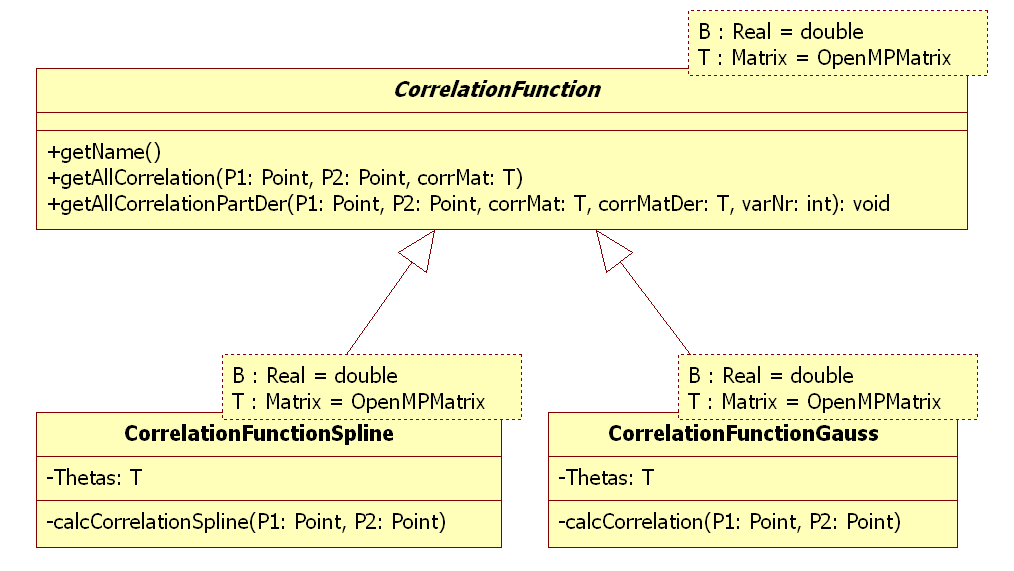 B : Real = double
T : Matrix = OpenMPMatrix
CorrelationFunction
+getName()
+getAllCorrelation(P1: Point, P2: Point, corrMat: T)
+getAllCorrelationPartDer(P1: Point, P2: Point, corrMat: T, corrMatDer: T, varNr: int): void
B : Real = double
T : Matrix = OpenMPMatrix
CorrelationFunctionSpline
-Thetas: T
-calcCorrelationSpline(P1: Point, P2: Point)
B : Real = double
T : Matrix = OpenMPMatrix
CorrelationFunctionGauss
-Thetas: T
-calcCorrelation(P1: Point, P2: Point)